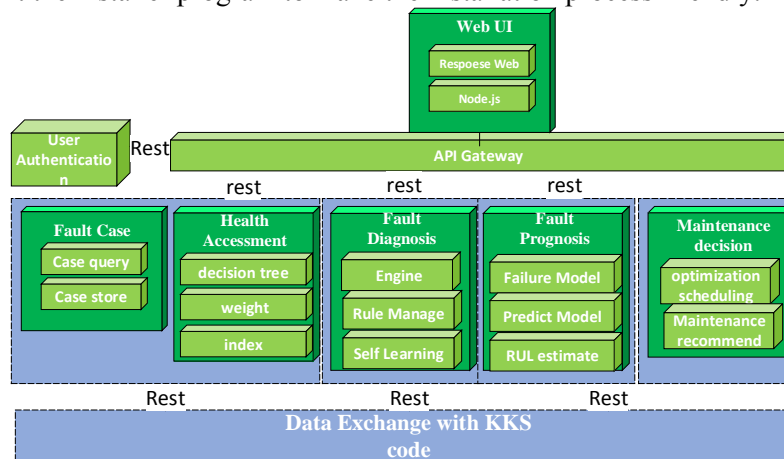 Web UI
Respoese Web
Node.js
User
Authenticatio
n
Rest
API Gateway
rest
rest
rest
Fault Case
Case query
Case store
Health
Accessment
decision tree
weight
index
Fault
Diagnosis
Engine
Rule Manage
Self Learning
Fault
Prognosis
Failure Model
Predict Model
RUL estimate
Maintenance
decision
optimization
scheduling
Maintenance
recommend
Rest
Rest
Rest
Data Exchange with KKS
code